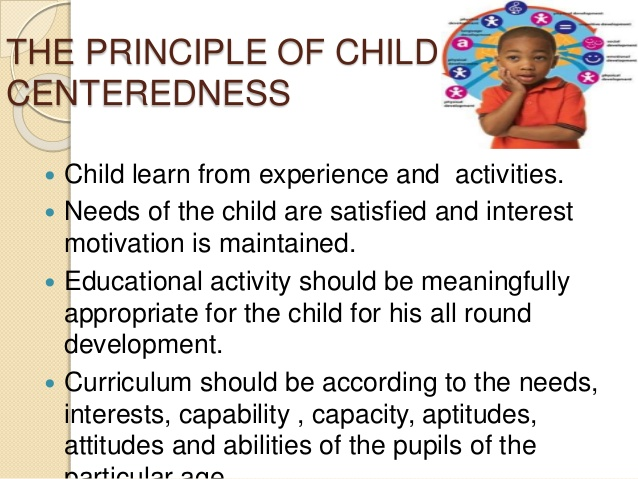 THE PRINCIPLE OF CHILD
CENTEREDNESS
Child learn from experience and activities.
Needs of the child are satisfied and interest
motivation is maintained.
Educational activity should be meaningfully
appropriate for the child for his all round
development.
Curriculum should be according to the needs,
interests, capability , capacity, aptitudes,
attitudes and abilities of the pupils of the
particular age